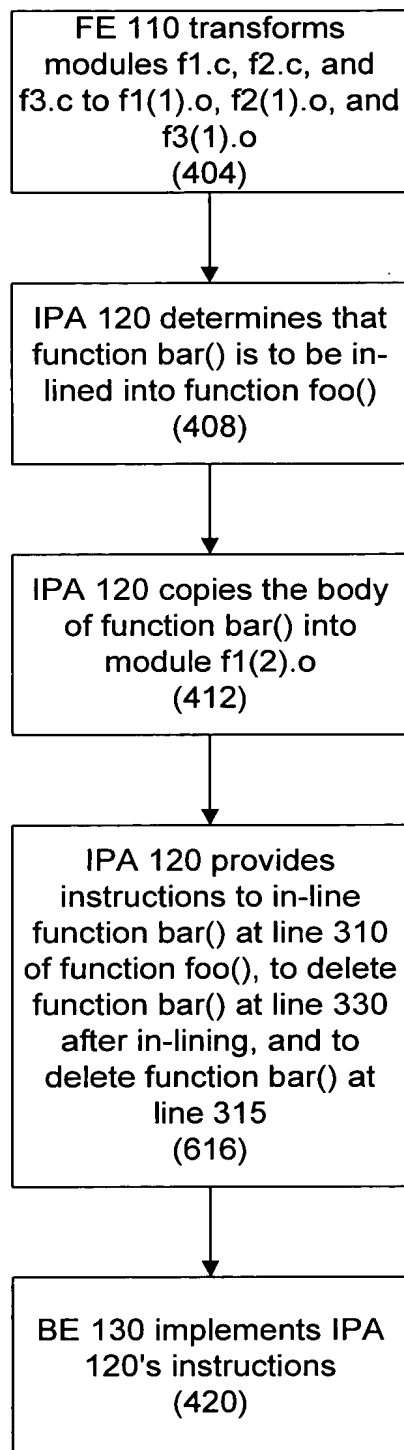 FE 110 transforms
modules f1.c, f2.c, and
f3.c to f1(1).o, f2(1).o, and
f3(1).o
(404)
IPA 120 determines that
function bar() is to be in-
lined into function foo()
(408)
IPA 120 copies the body
of function bar() into
module f1(2).o
(412)
IPA 120 provides
instructions to in-line
function bar() at line 310
of function foo(), to delete
function bar() at line 330
after in-lining, and to
delete function bar() at
line 315
(616)
BE 130 implements IPA
120's instructions
(420)